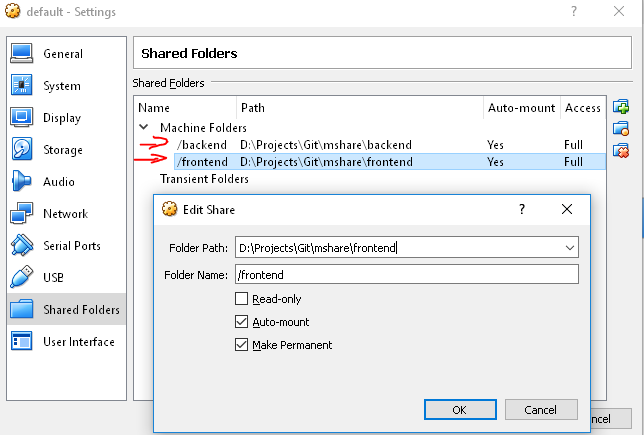 default - Settings
General
System
Display
Storage
Audio
Network
Serial Ports
USB
Shared Folders
User Interface
Shared Folders
Shared Folders
Name Path Auto-mount Access
Machine Folders
/backend D:\Projects\Git\mshare\backend Yes Full
/frontend D:\Projects\Git\mshare\frontend Yes Full
Transient Folders
Edit Share ?
Folder Path: D:\Projects\Git\mshare\frontend
Folder Name: /frontend
Read-only
Auto-mount
Make Permanent
OK Cancel
ncel